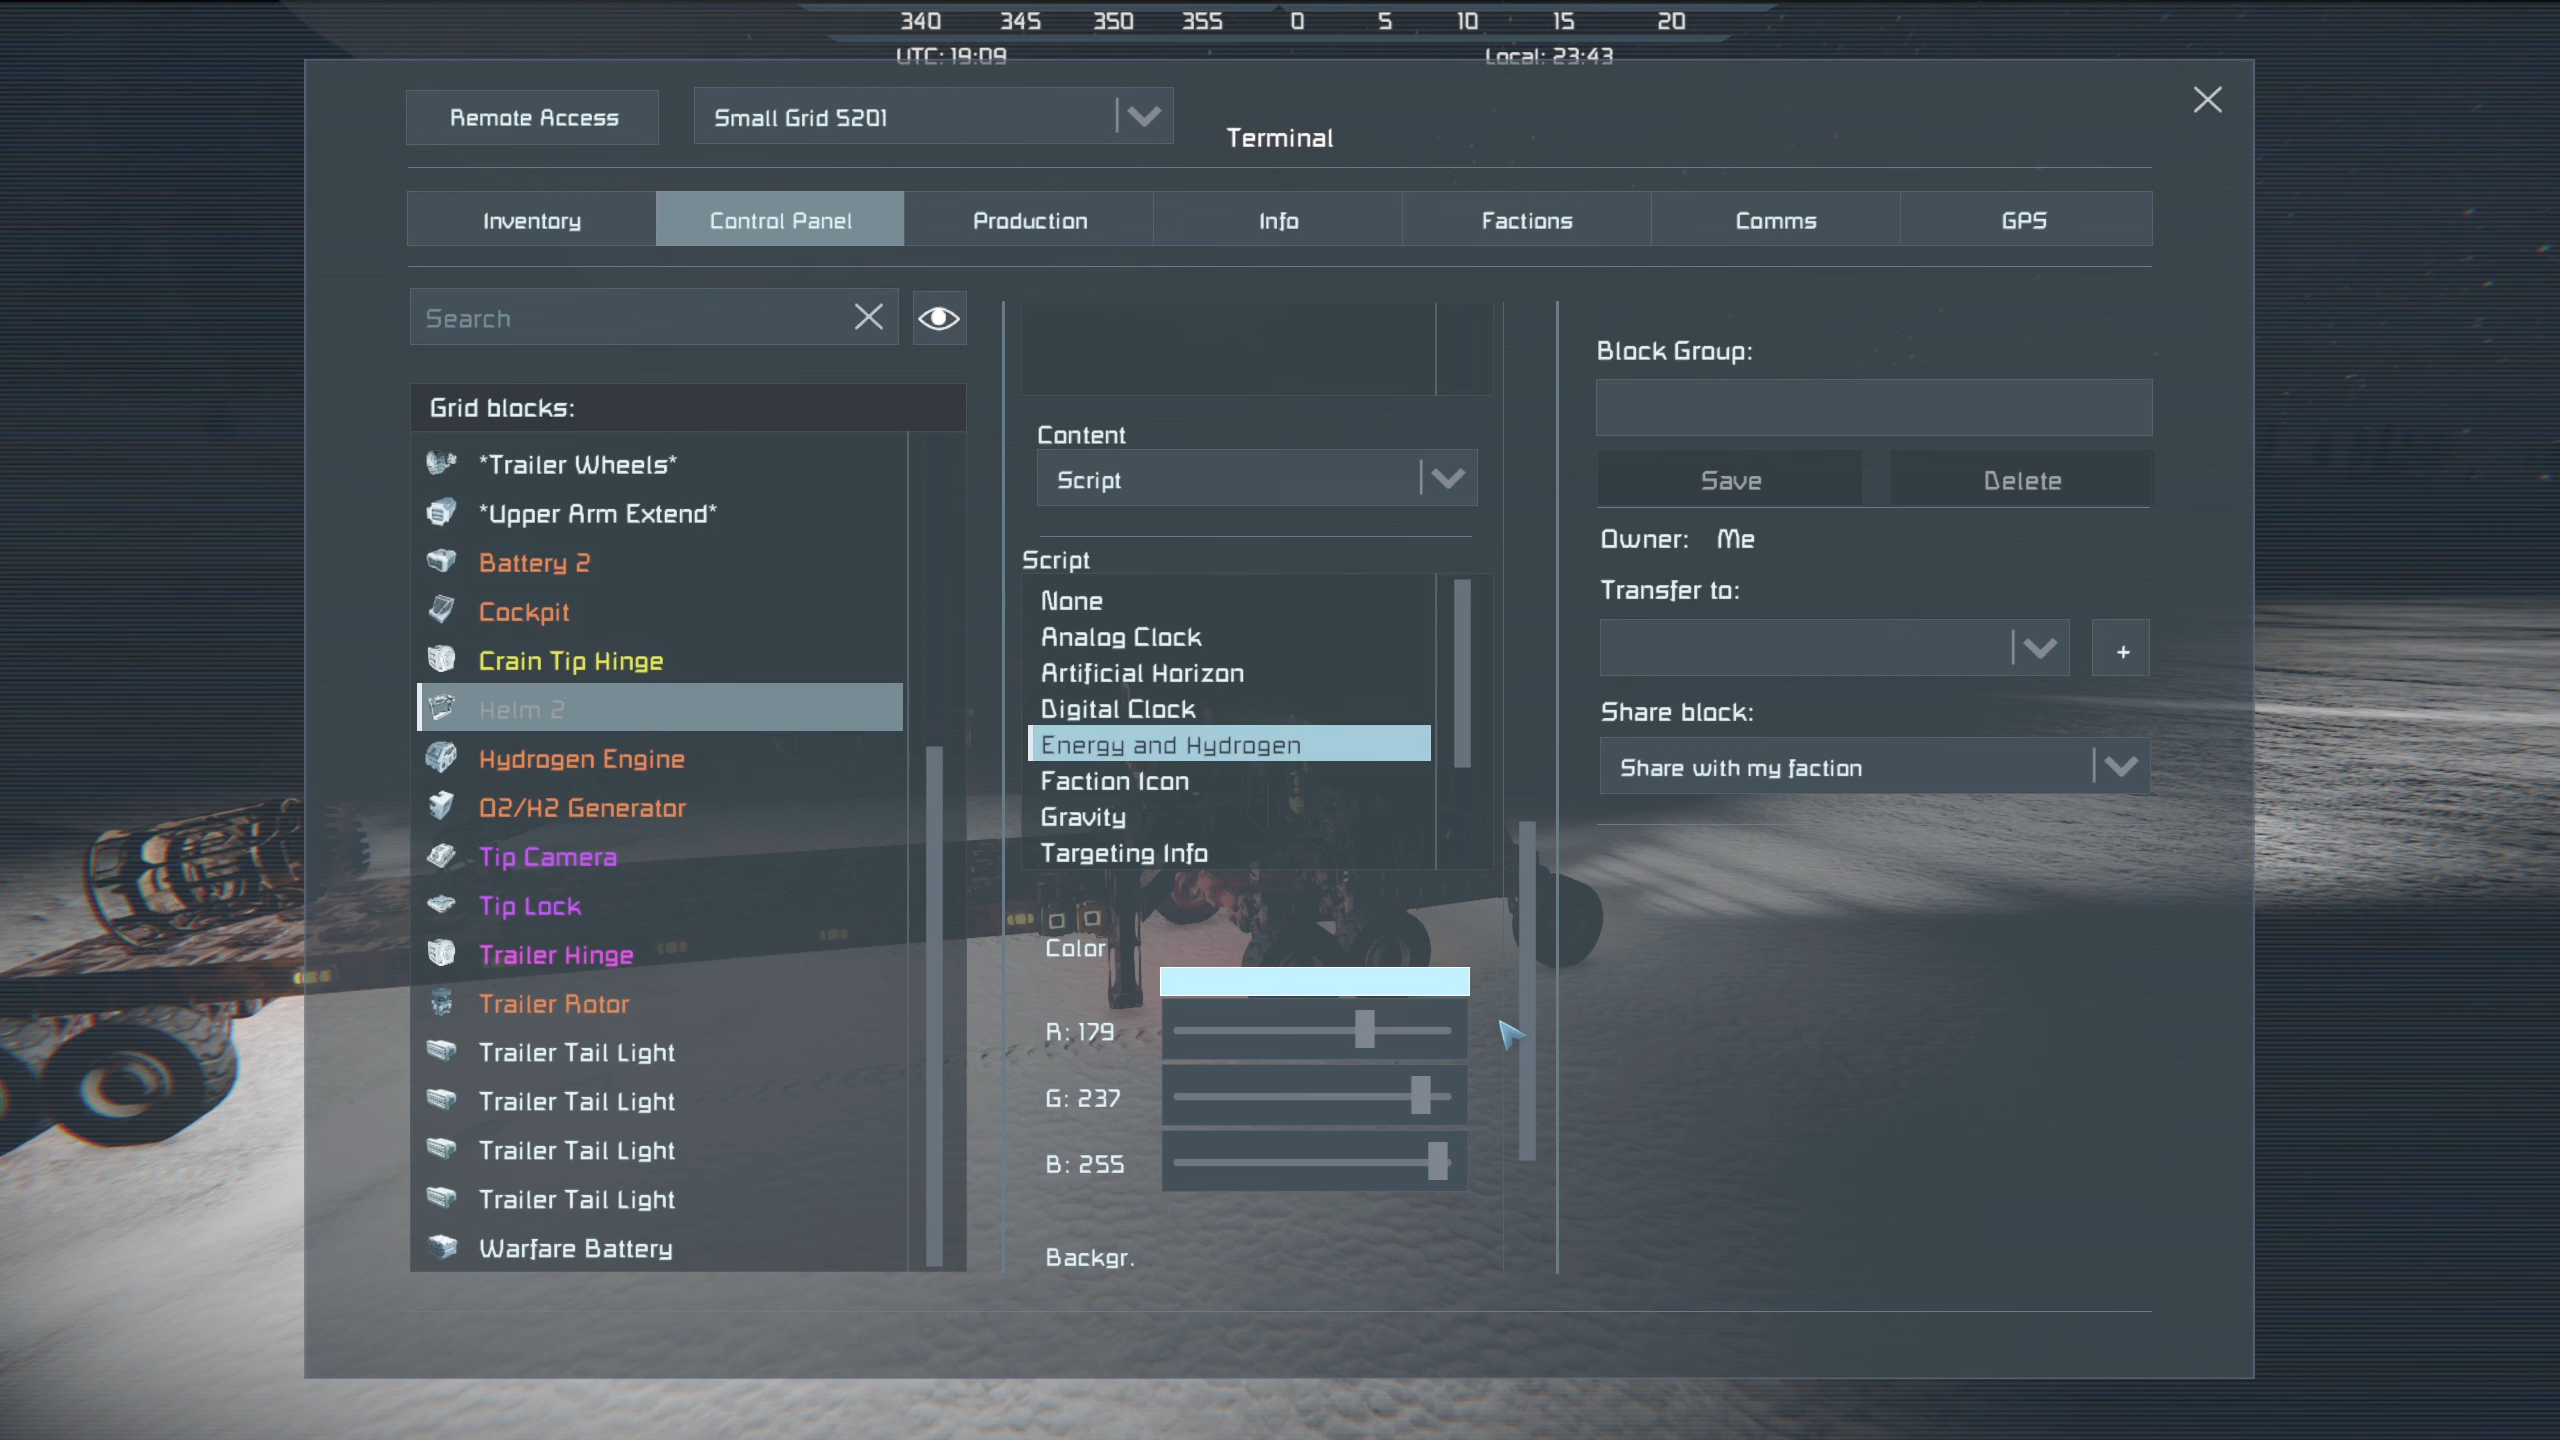 340 345 350 355 0 5 10 15 20
UTC: 19:09 Local: 23:43
Remote Access
Small Grid 5201
Terminal
Inventory
Control Panel
Production
Info
Factions
Comms
GPS
Search
Grid blocks:
*Trailer Wheels*
*Upper Arm Extend*
Battery 2
Cockpit
Crain Tip Hinge
Helm 2
Hydrogen Engine
O2/H2 Generator
Tip Camera
Tip Lock
Trailer Hinge
Trailer Rotor
Trailer Tail Light
Trailer Tail Light
Trailer Tail Light
Trailer Tail Light
Warfare Battery
Content
Script
Script
None
Analog Clock
Artificial Horizon
Digital Clock
Energy and Hydrogen
Faction Icon
Gravity
Targeting Info
Color
R: 179
G: 237
B: 255
Backgr.
Block Group:
Save
Delete
Owner: Me
Transfer to:
+
Share block:
Share with my faction